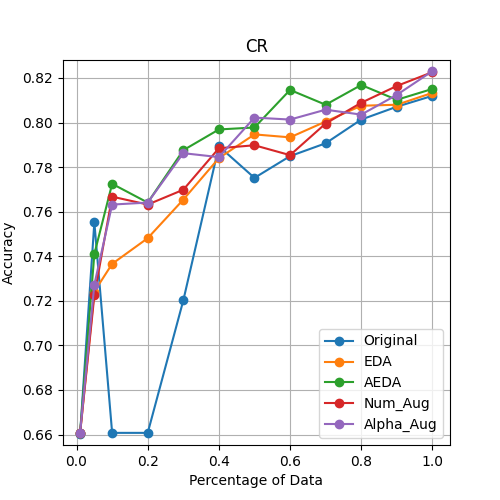 CR
0.82
0.80
0.78
0.76
0.74
0.72
0.70
0.68
0.66
Accuracy
0.0 0.2 0.4 0.6 0.8 1.0
Percentage of Data
Original
EDA
AEDA
Num_Aug
Alpha_Aug